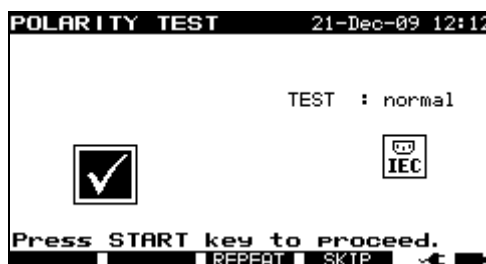 POLARITY TEST 21-Dec-09 12:12
TEST : normal
IEC
Press START key to proceed.
REPEAT SKIP